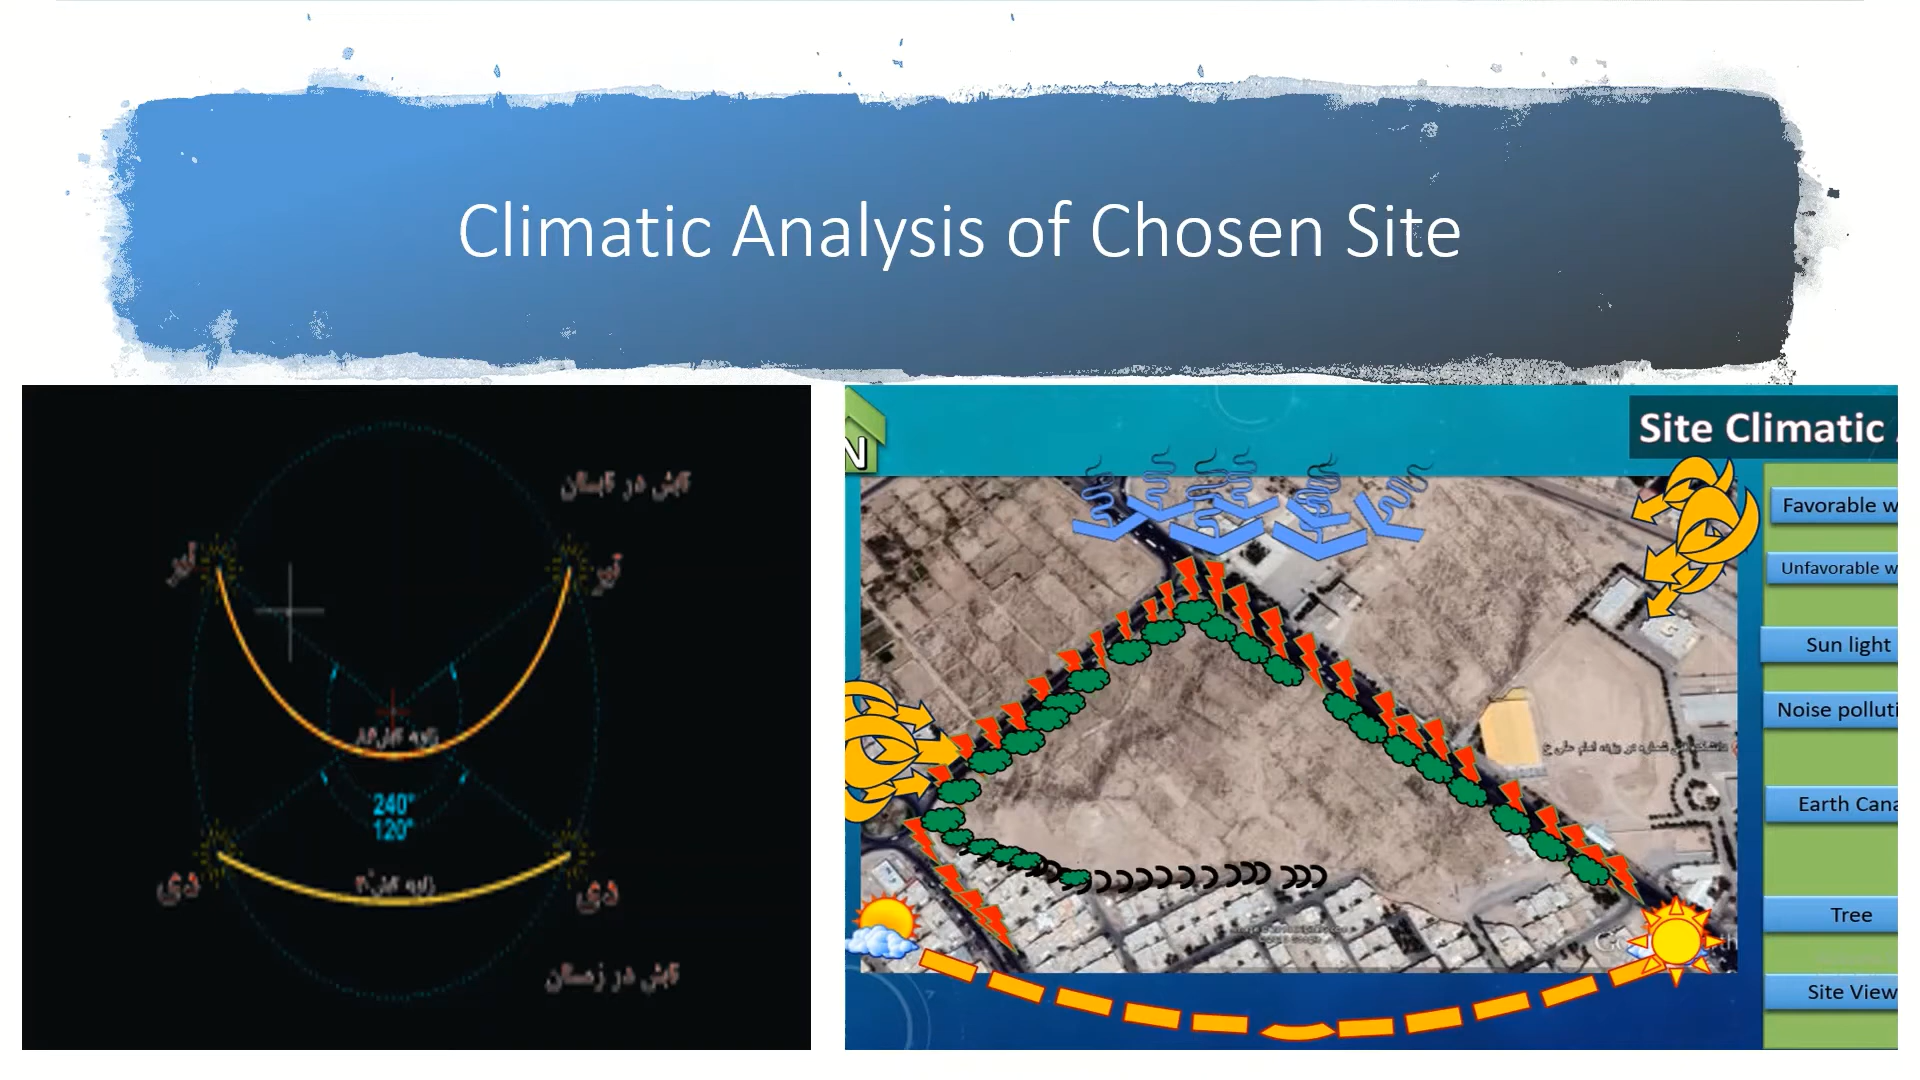 Climatic Analysis of Chosen Site
تابش در تابستان
تیر
تیر
240°
120°
دی
دی
تابش در زمستان
N
Site Climatic
Favorable w
Unfavorable w
Sun light
Noise polluti
Earth Cana
Tree
Site View